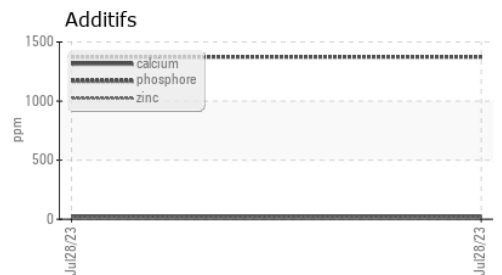 Additifs
1500
calcium
phosphore
zinc
1000
ppm
500
0
Jul28/23
Jul28/23